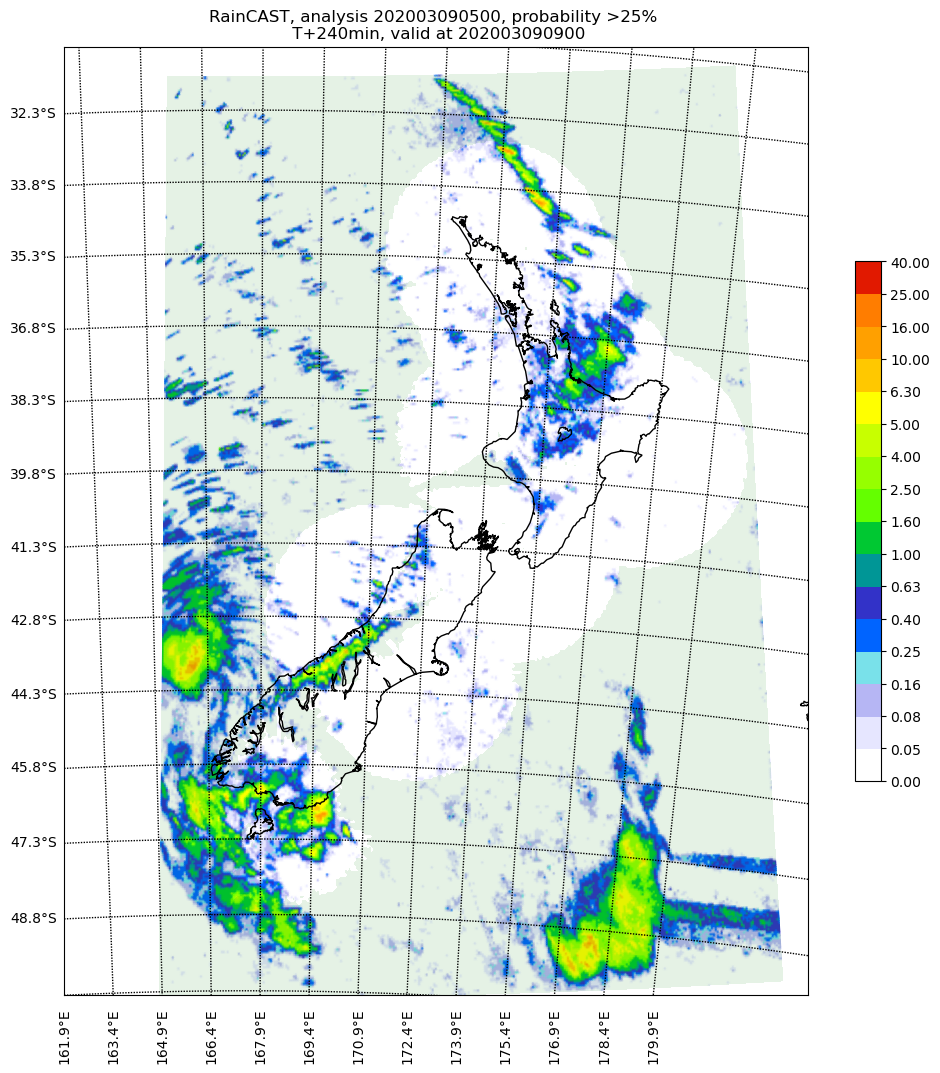 RainCAST, analysis 202003090500, probability >25%
T+240min, valid at 202003090900
32.3°S
33.8°S
35.3°S
36.8°S
38.3°S
39.8°S
41.3°S
42.8°S
44.3°S
45.8°S
47.3°S
48.8°S
161.9°E
163.4°E
164.9°E
166.4°E
167.9°E
169.4°E
170.9°E
172.4°E
173.9°E
175.4°E
176.9°E
178.4°E
179.9°E
40.00
25.00
16.00
10.00
6.30
5.00
4.00
2.50
1.60
1.00
0.63
0.40
0.25
0.16
0.08
0.05
0.00